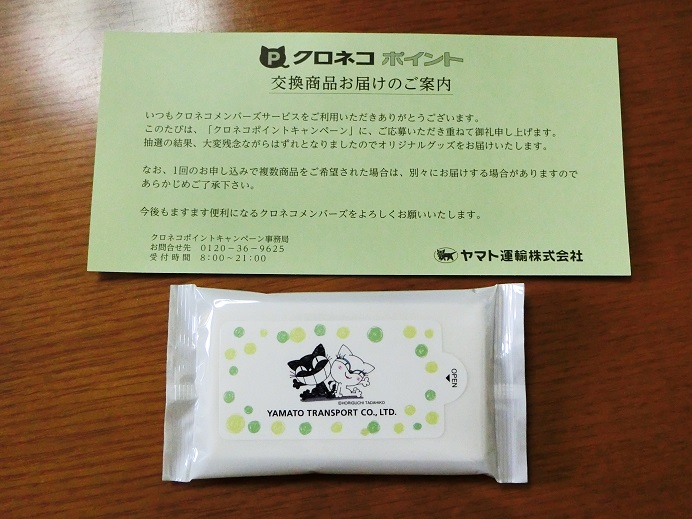 P クロネコ ポイント
交換商品お届けのご案内
いつもクロネコメンバーズサービスをご利用いただきありがとうございます。
このたびは、「クロネコポイントキャンペーン」に、ご応募いただき重ねて御礼申し上げます。
抽選の結果、大変残念ながらはずれとなりましたのでオリジナルグッズをお届けいたします。
なお、1回のお申し込みで複数商品をご希望された場合は、別々にお届けする場合がありますので
あらかじめご了承下さい。
今後もますます便利になるクロネコメンバーズをよろしくお願いいたします。
クロネコポイントキャンペーン事務局
お問合せ先 0120-36-9625
受付時間 8:00~21:00
ヤマト運輸株式会社
OPEN
©HORIGUCHI TADAHIKO
YAMATO TRANSPORT CO., LTD.